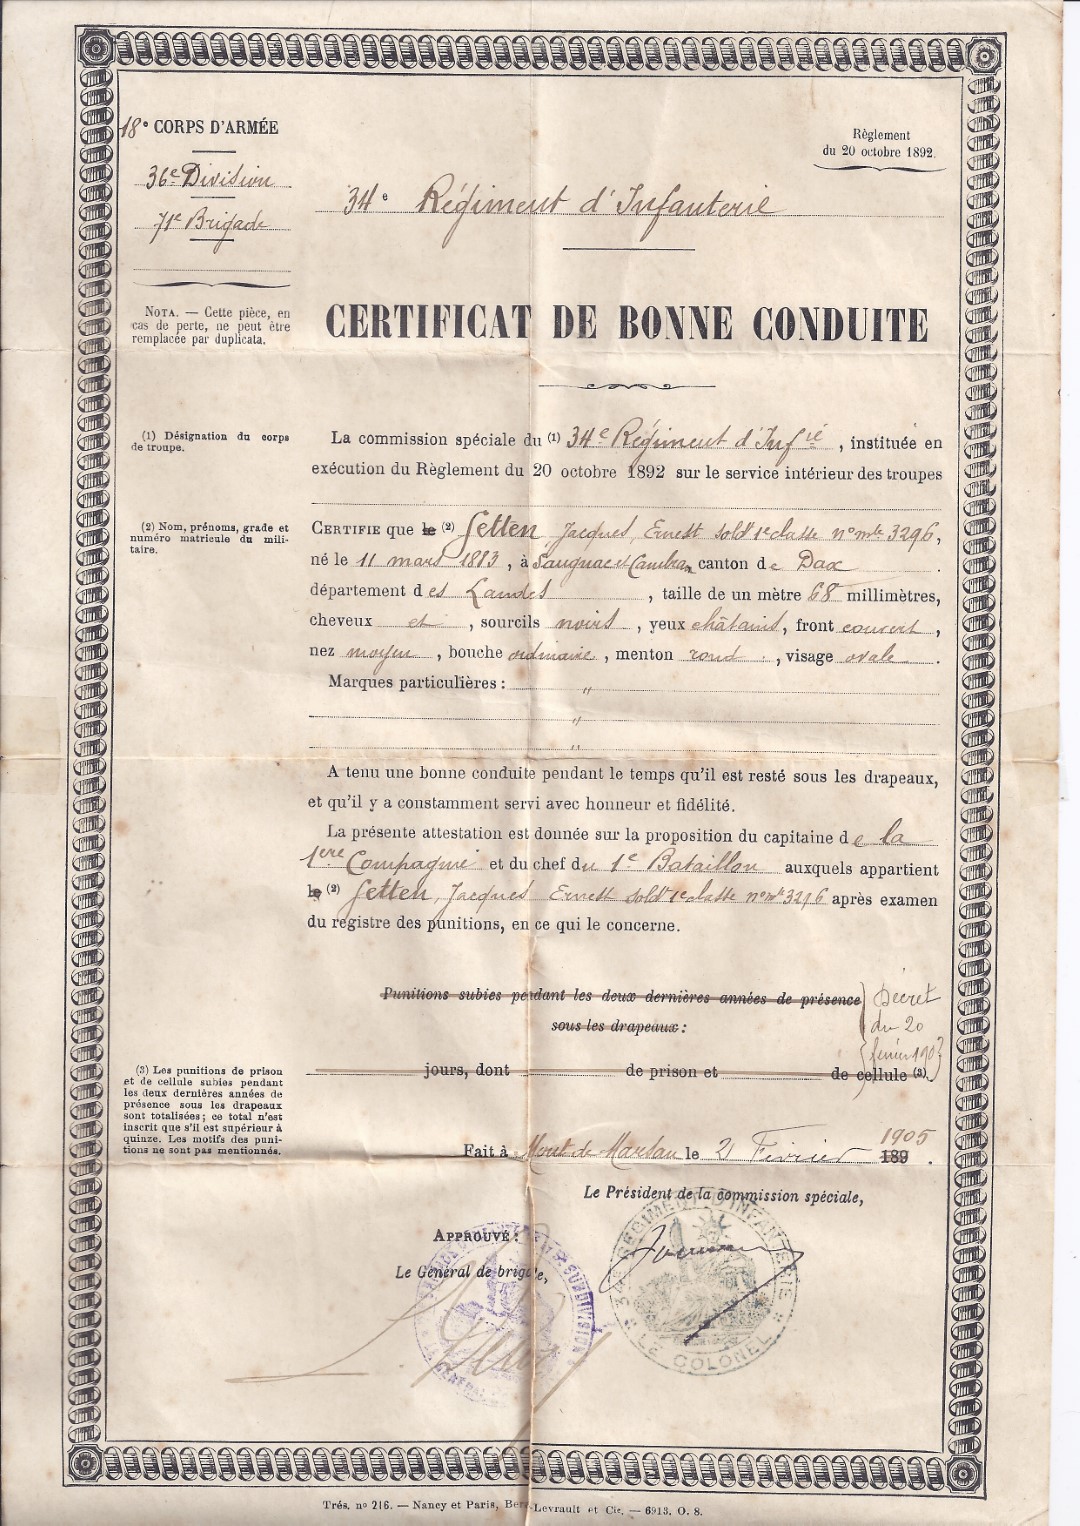 18e CORPS D'ARMÉE
36e Division
71e Brigade
Règlement
du 20 octobre 1892.
34e Régiment d'Infanterie
NOTA. — Cette pièce, en
cas de perte, ne peut être
remplacée par duplicata.
CERTIFICAT DE BONNE CONDUITE
(1) Désignation du corps
de troupe.
La commission spéciale du (1) 34e Régiment d'Infie, instituée en
exécution du Règlement du 20 octobre 1892 sur le service intérieur des troupes
(2) Nom, prénoms, grade et
numéro matricule du mili-
taire.
CERTIFIE que le (2) Jacques, Ernest soldt 1e classe no mle 3296,
né le 11 mars 1883, à Saugnac et Cambran canton de Dax.
département des Landes, taille de un mètre 68 millimètres,
cheveux et, sourcils noirs, yeux châtains, front couvert,
nez moyen, bouche ordinaire, menton rond, visage ovale.
Marques particulières : "
"
"
A tenu une bonne conduite pendant le temps qu'il est resté sous les drapeaux,
et qu'il y a constamment servi avec honneur et fidélité.
La présente attestation est donnée sur la proposition du capitaine de la
1ère Compagnie et du chef du 1e Bataillon auxquels appartient
le (2) Jacques Ernest soldt 1e classe no mle 3296 après examen
du registre des punitions, en ce qui le concerne.
Punitions subies pendant les deux dernières années de présence
sous les drapeaux :
Décret
du 20
février
(3) Les punitions de prison
et de cellule subies pendant
les deux dernières années de
présence sous les drapeaux
sont totalisées ; ce total n'est
inscrit que s'il est supérieur à
quinze. Les motifs des puni-
tions ne sont pas mentionnés.
jours, dont de prison et de cellule (3).
Fait à Mont de Marsan le 21 Février 189 1905.
Le Président de la commission spéciale,
APPROUVÉ :
Le Général de brigade,
34e RÉGIMENT D'INFANTERIE
LE COLONEL
SUBDIVISION
LE GÉNÉRAL
Trés. no 216. — Nancy et Paris, Levrault et Cie. — 6913. O. 8.